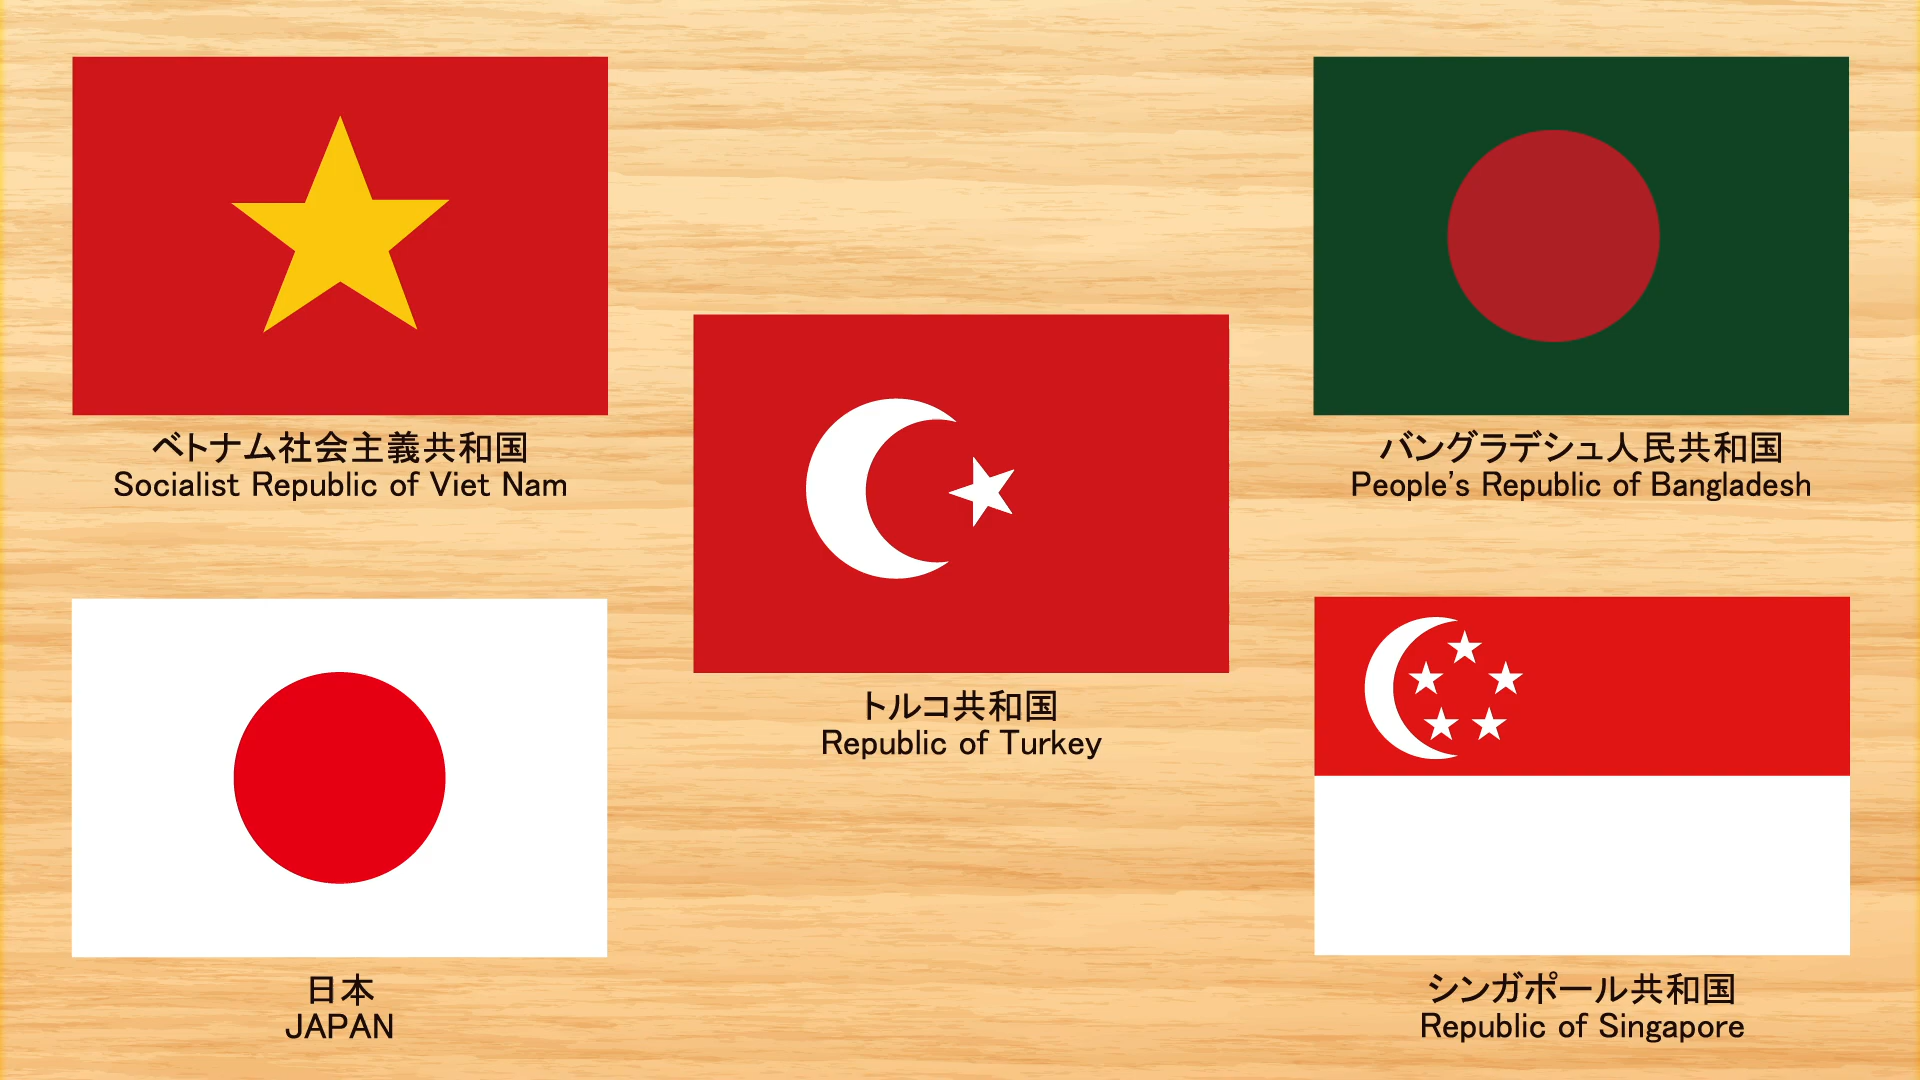 ベトナム社会主義共和国
Socialist Republic of Viet Nam
バングラデシュ人民共和国
People's Republic of Bangladesh
トルコ共和国
Republic of Turkey
日本
JAPAN
シンガポール共和国
Republic of Singapore